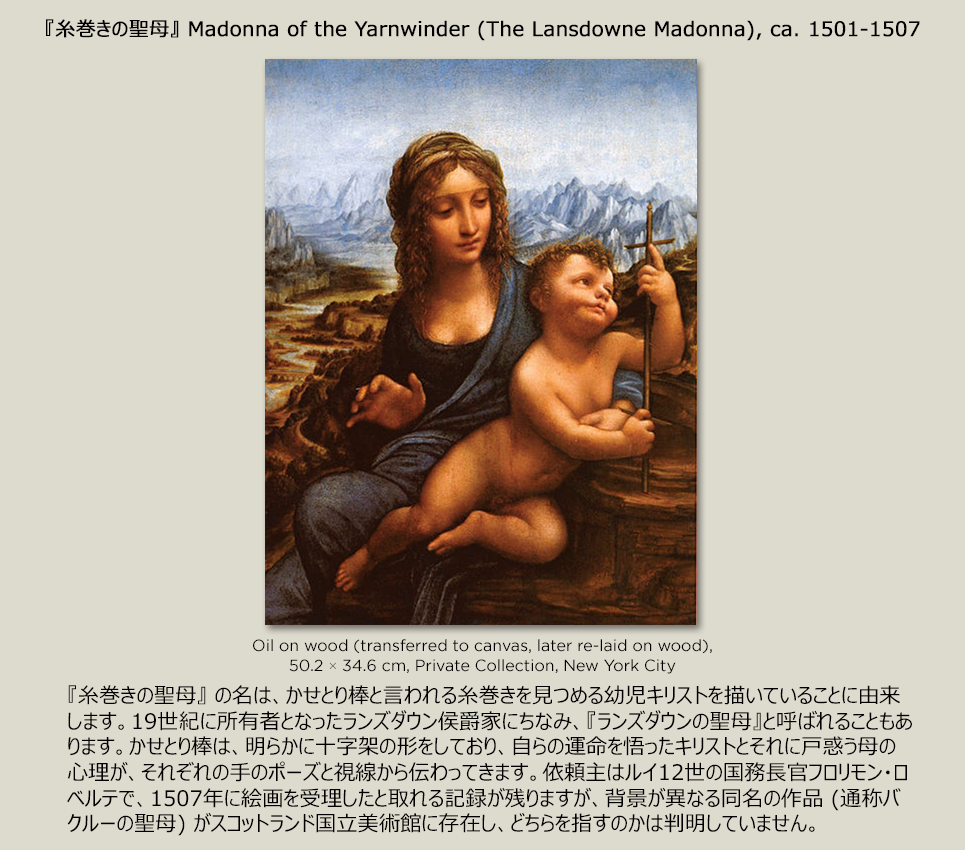 『糸巻きの聖母』 Madonna of the Yarnwinder (The Lansdowne Madonna), ca. 1501-1507
Oil on wood (transferred to canvas, later re-laid on wood),
50.2 × 34.6 cm, Private Collection, New York City
『糸巻きの聖母』 の名は、かせとり棒と言われる糸巻きを見つめる幼児キリストを描いていることに由来
します。19世紀に所有者となったランズダウン侯爵家にちなみ、『ランズダウンの聖母』と呼ばれることもあ
ります。かせとり棒は、明らかに十字架の形をしており、自らの運命を悟ったキリストとそれに戸惑う母の
心理が、それぞれの手のポーズと視線から伝わってきます。依頼主はルイ12世の国務長官フロリモン・ロ
ベルテで、1507年に絵画を受理したと取れる記録が残りますが、背景が異なる同名の作品 (通称バ
クルーの聖母) がスコットランド国立美術館に存在し、どちらを指すのかは判明していません。